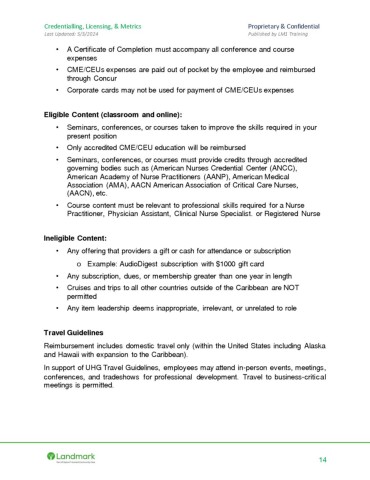 Credentialling, Licensing, & Metrics Proprietary & Confidential
Last Updated: 5/3/2024 Published by LM1 Training
• A Certificate of Completion must accompany all conference and course
expenses
• CME/CEUs expenses are paid out of pocket by the employee and reimbursed
through Concur
• Corporate cards may not be used for payment of CME/CEUs expenses
Eligible Content (classroom and online):
• Seminars, conferences, or courses taken to improve the skills required in your
present position
• Only accredited CME/CEU education will be reimbursed
• Seminars, conferences, or courses must provide credits through accredited
governing bodies such as (American Nurses Credential Center (ANCC),
American Academy of Nurse Practitioners (AANP), American Medical
Association (AMA), AACN American Association of Critical Care Nurses,
(AACN), etc.
• Course content must be relevant to professional skills required for a Nurse
Practitioner, Physician Assistant, Clinical Nurse Specialist. or Registered Nurse
Ineligible Content:
• Any offering that providers a gift or cash for attendance or subscription
o Example: AudioDigest subscription with $1000 gift card
• Any subscription, dues, or membership greater than one year in length
• Cruises and trips to all other countries outside of the Caribbean are NOT
permitted
• Any item leadership deems inappropriate, irrelevant, or unrelated to role
Travel Guidelines
Reimbursement includes domestic travel only (within the United States including Alaska
and Hawaii with expansion to the Caribbean).
In support of UHG Travel Guidelines, employees may attend in-person events, meetings,
conferences, and tradeshows for professional development. Travel to business-critical
meetings is permitted.
Landmark
14